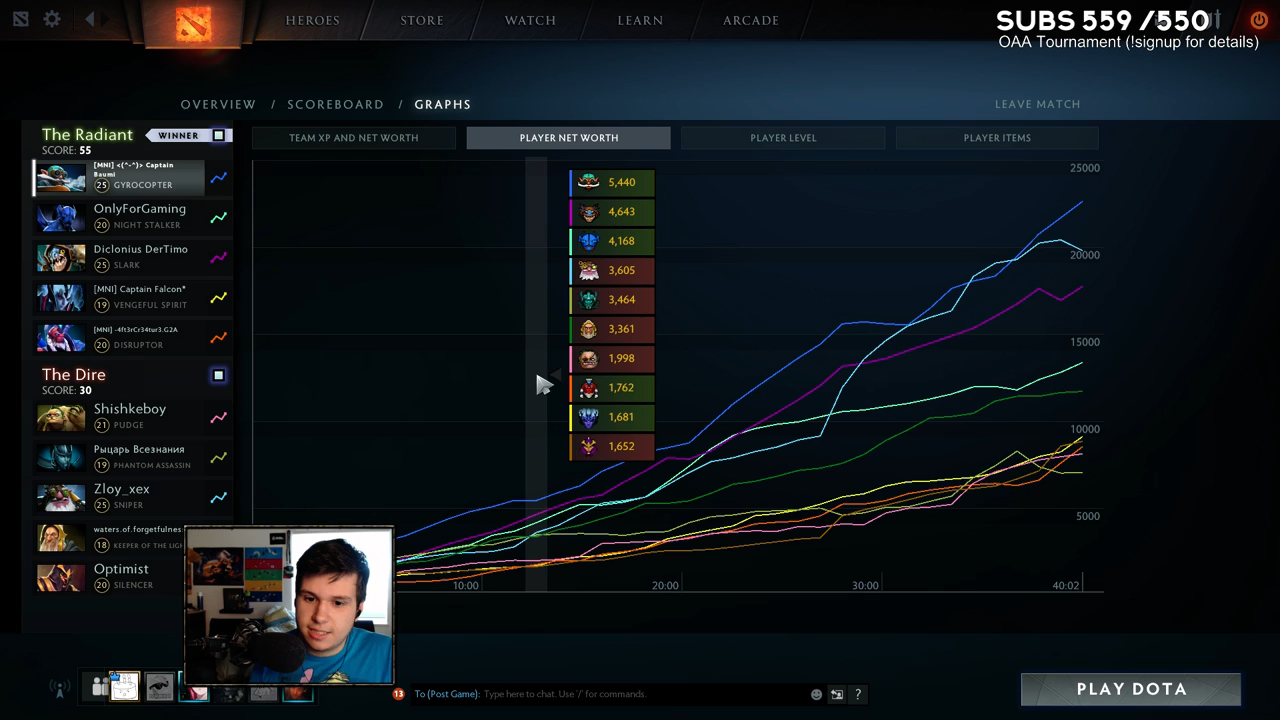 HEROES
STORE
WATCH
LEARN
ARCADE
SUBS 559 /550
OAA Tournament (!signup for details)
OVERVIEW / SCOREBOARD / GRAPHS
LEAVE MATCH
The Radiant
WINNER
SCORE: 55
TEAM XP AND NET WORTH
PLAYER NET WORTH
PLAYER LEVEL
PLAYER ITEMS
[MNI] <(^-^)> Captain
Baumi
25 GYROCOPTER
OnlyForGaming
20 NIGHT STALKER
Diclonius DerTimo
25 SLARK
[MNI] Captain Falcon*
19 VENGEFUL SPIRIT
[MNI] -4ft3rCr34tur3.G2A
20 DISRUPTOR
The Dire
SCORE: 30
Shishkeboy
21 PUDGE
Рыцарь Всезнания
19 PHANTOM ASSASSIN
Zloy_xex
25 SNIPER
waters.of.forgetfulnes
18 KEEPER OF THE LIGH
Optimist
20 SILENCER
5,440
4,643
4,168
3,605
3,464
3,361
1,998
1,762
1,681
1,652
25000
20000
15000
10000
5000
10:00
20:00
30:00
40:02
13
To (Post Game): Type here to chat. Use '/' for commands.
?
PLAY DOTA